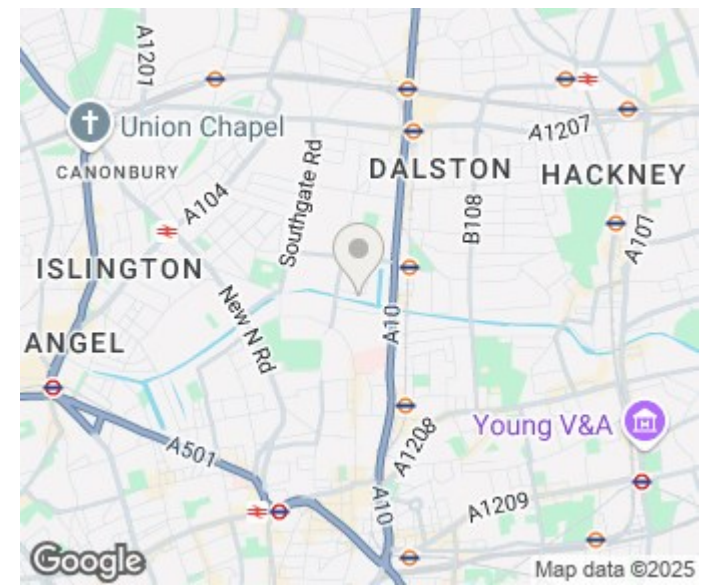 A1201
Union Chapel
CANONBURY
A104
Southgate Rd
DALSTON
A1207
HACKNEY
B108
A107
ISLINGTON
New N Rd
ANGEL
A10
Young V&A
A501
A1208
A10
A1209
Google
Map data ©2025